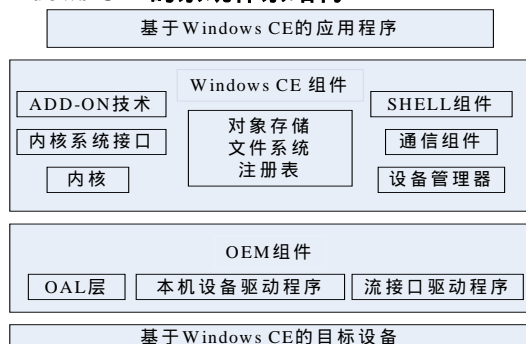 基于Windows CE的应用程序
Windows CE 组件
ADD-ON技术
内核系统接口
内核
对象存储
文件系统
注册表
SHELL组件
通信组件
设备管理器
OEM组件
OAL层
本机设备驱动程序
流接口驱动程序
基于Windows CE的目标设备